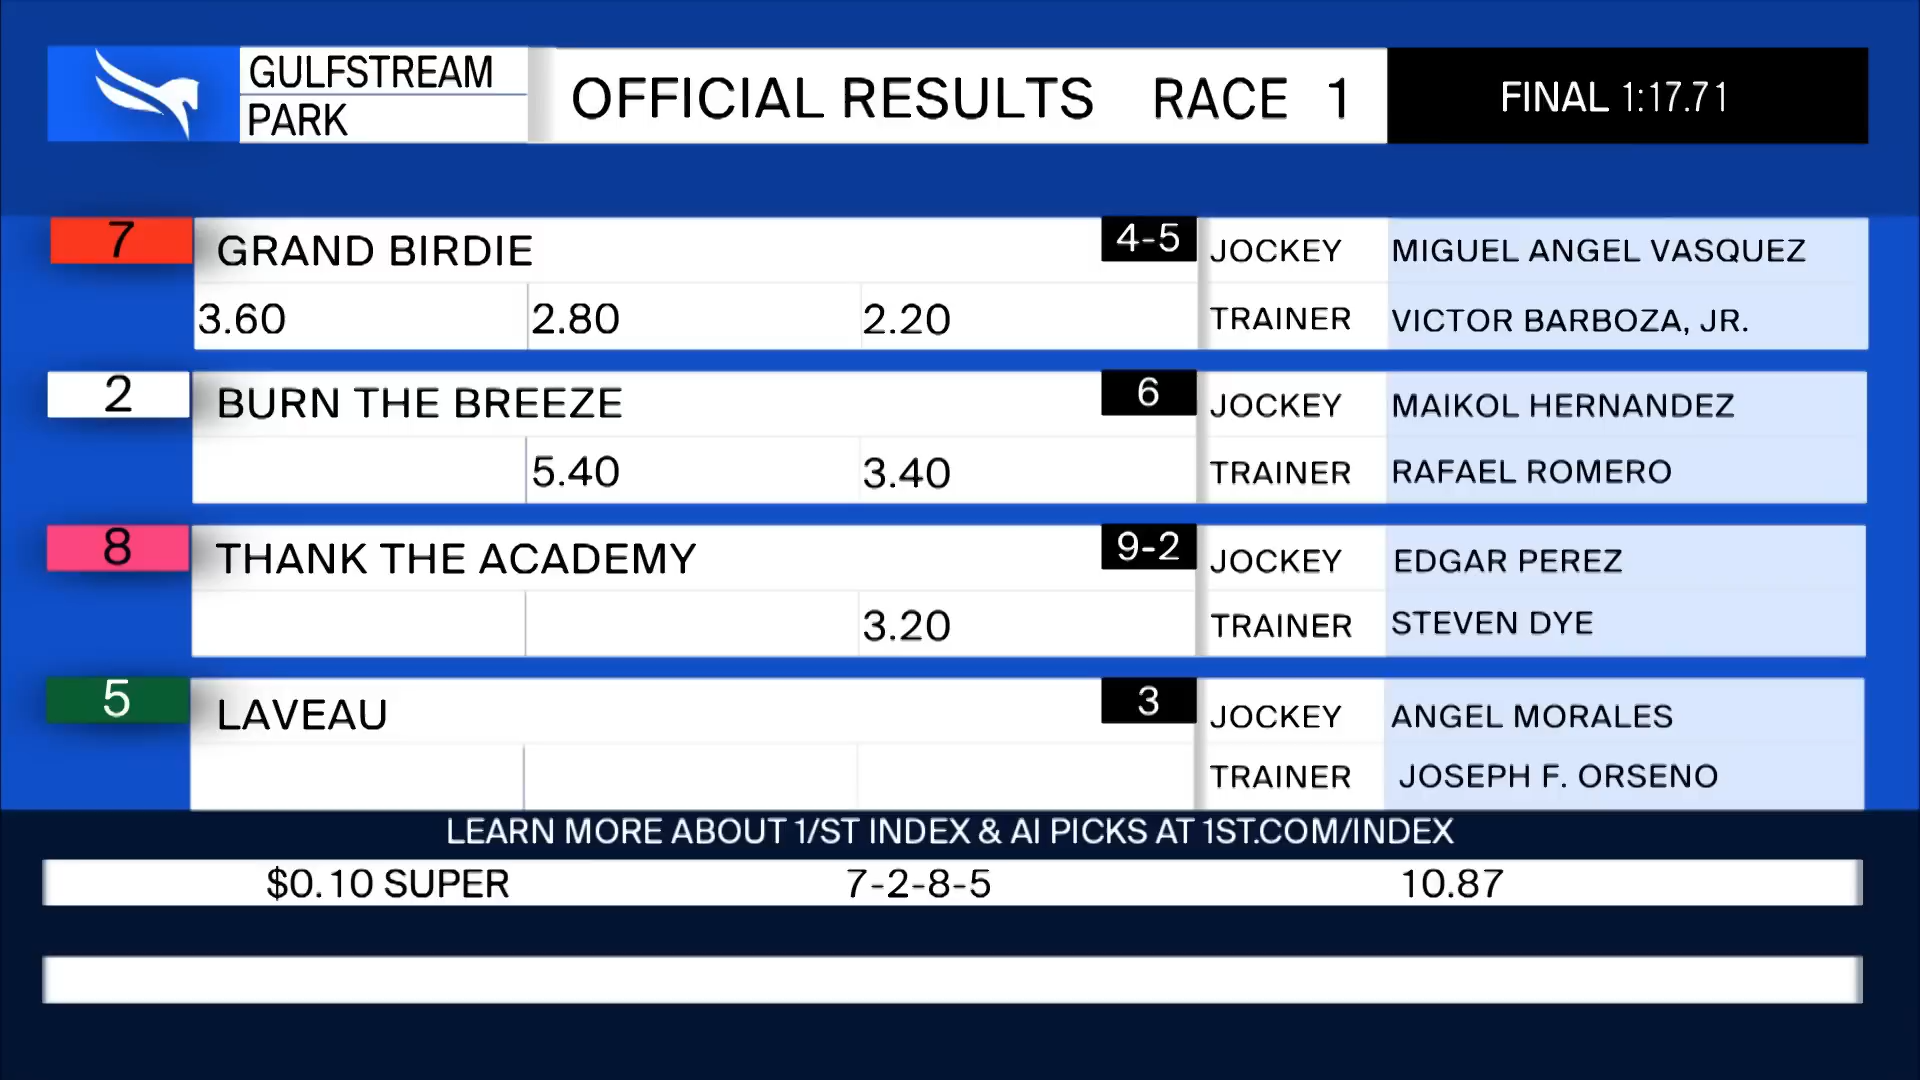 GULFSTREAM
PARK
OFFICIAL RESULTS RACE 1
FINAL 1:17.71
7 GRAND BIRDIE 4-5 JOCKEY MIGUEL ANGEL VASQUEZ
3.60 2.80 2.20 TRAINER VICTOR BARBOZA, JR.
2 BURN THE BREEZE 6 JOCKEY MAIKOL HERNANDEZ
5.40 3.40 TRAINER RAFAEL ROMERO
8 THANK THE ACADEMY 9-2 JOCKEY EDGAR PEREZ
3.20 TRAINER STEVEN DYE
5 LAVEAU 3 JOCKEY ANGEL MORALES
TRAINER JOSEPH F. ORSENO
LEARN MORE ABOUT 1/ST INDEX & AI PICKS AT 1ST.COM/INDEX
$0.10 SUPER 7-2-8-5 10.87